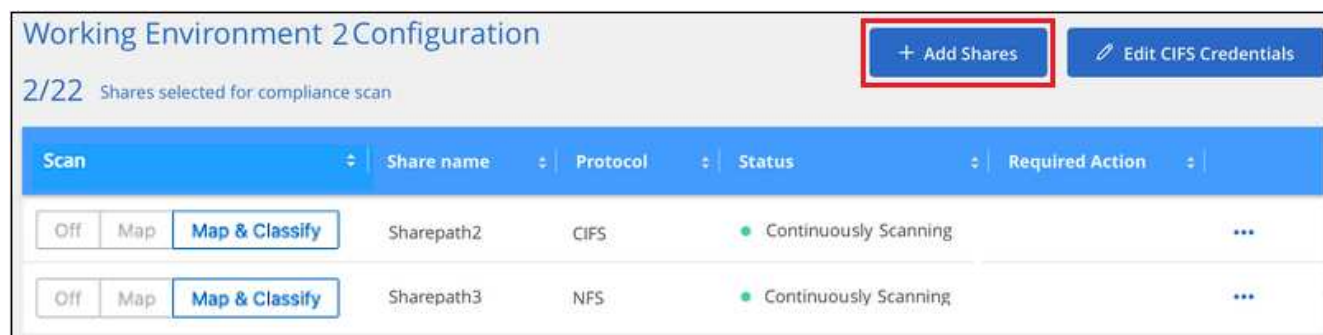 Working Environment 2 Configuration
+ Add Shares
Edit CIFS Credentials
2/22 Shares selected for compliance scan
Scan Share name Protocol Status Required Action
Off Map Map & Classify Sharepath2 CIFS Continuously Scanning ...
Off Map Map & Classify Sharepath3 NFS Continuously Scanning ...